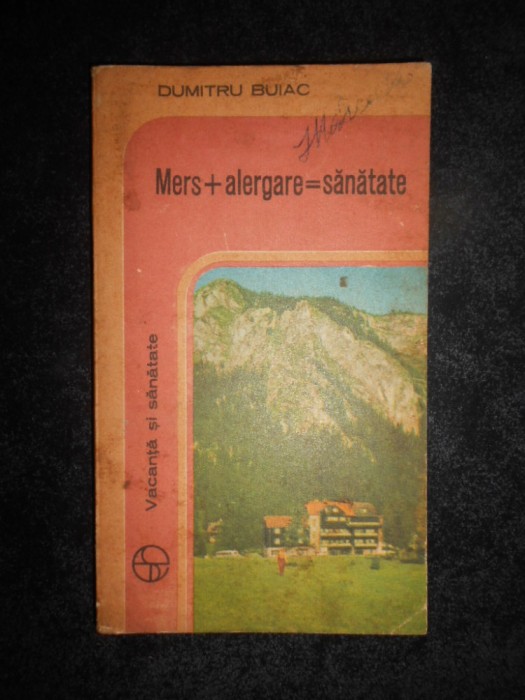 DUMITRU BUIAC
Mers+alergare=sănătate
Vacanță și sănătate